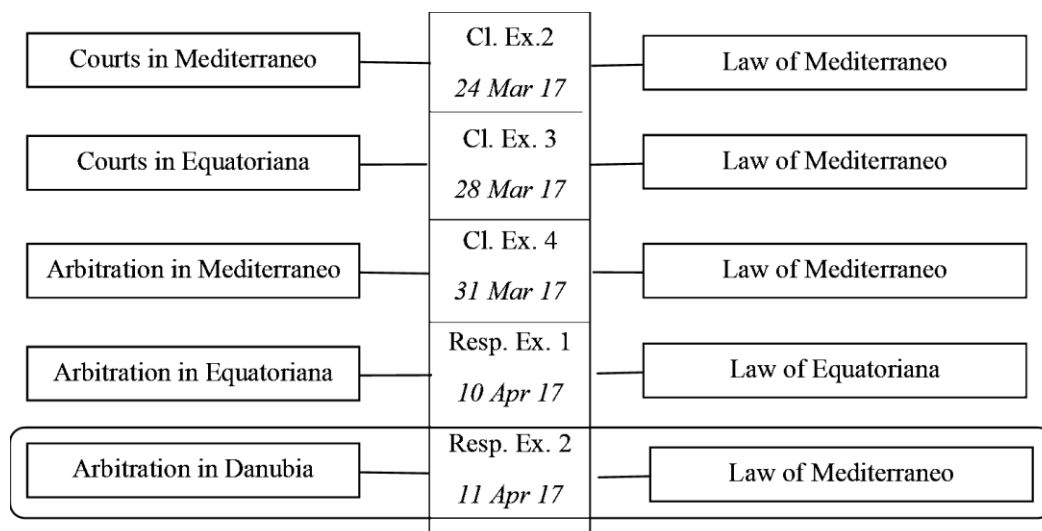 Courts in Mediterraneo
Cl. Ex.2
24 Mar 17
Law of Mediterraneo
Courts in Equatoriana
Cl. Ex. 3
28 Mar 17
Law of Mediterraneo
Arbitration in Mediterraneo
Cl. Ex. 4
31 Mar 17
Law of Mediterraneo
Arbitration in Equatoriana
Resp. Ex. 1
10 Apr 17
Law of Equatoriana
Arbitration in Danubia
Resp. Ex. 2
11 Apr 17
Law of Mediterraneo